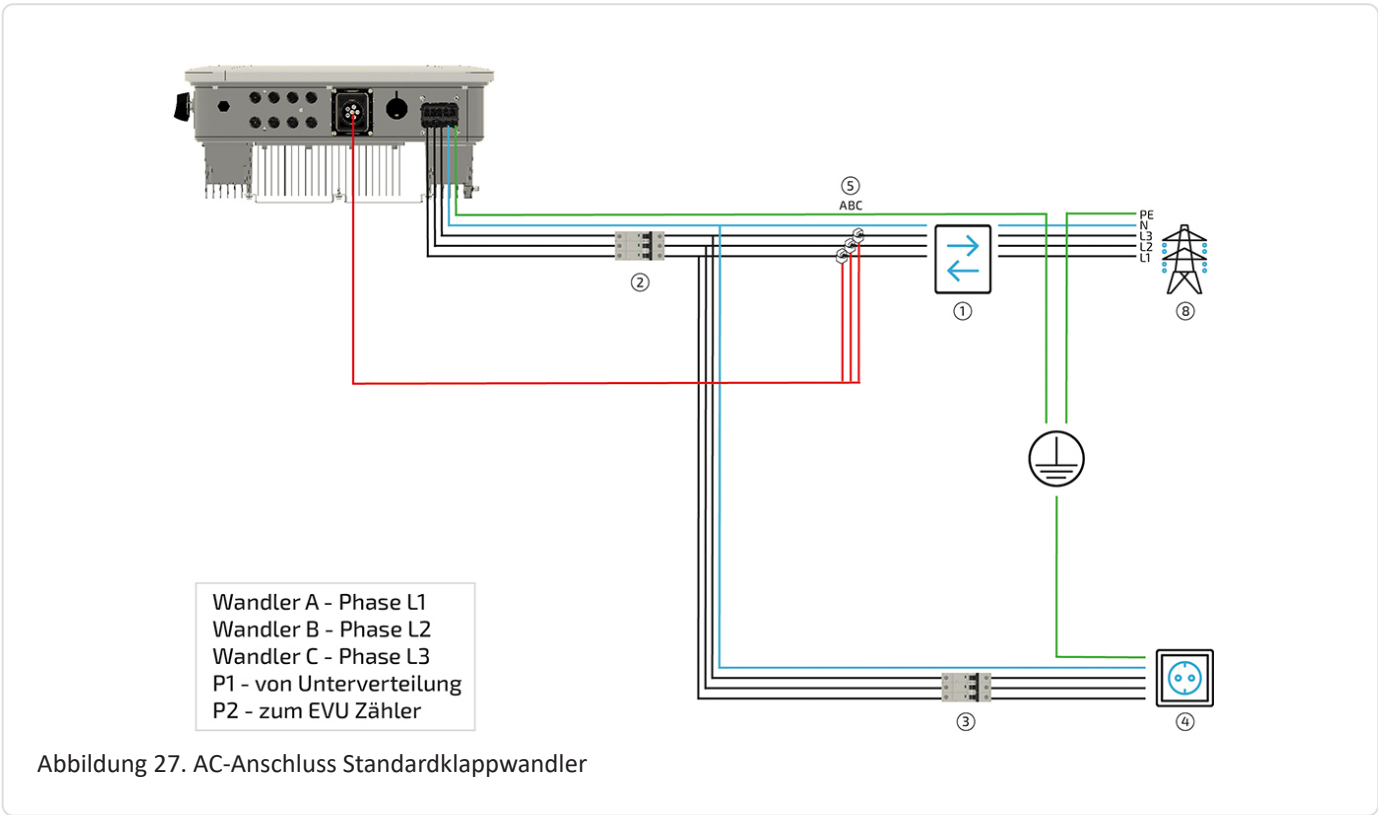 ⑤
ABC
PE
N
L3
L2
L1
②
①
⑧
Wandler A - Phase L1
Wandler B - Phase L2
Wandler C - Phase L3
P1 - von Unterverteilung
P2 - zum EVU Zähler
③
④
Abbildung 27. AC-Anschluss Standardklappwandler